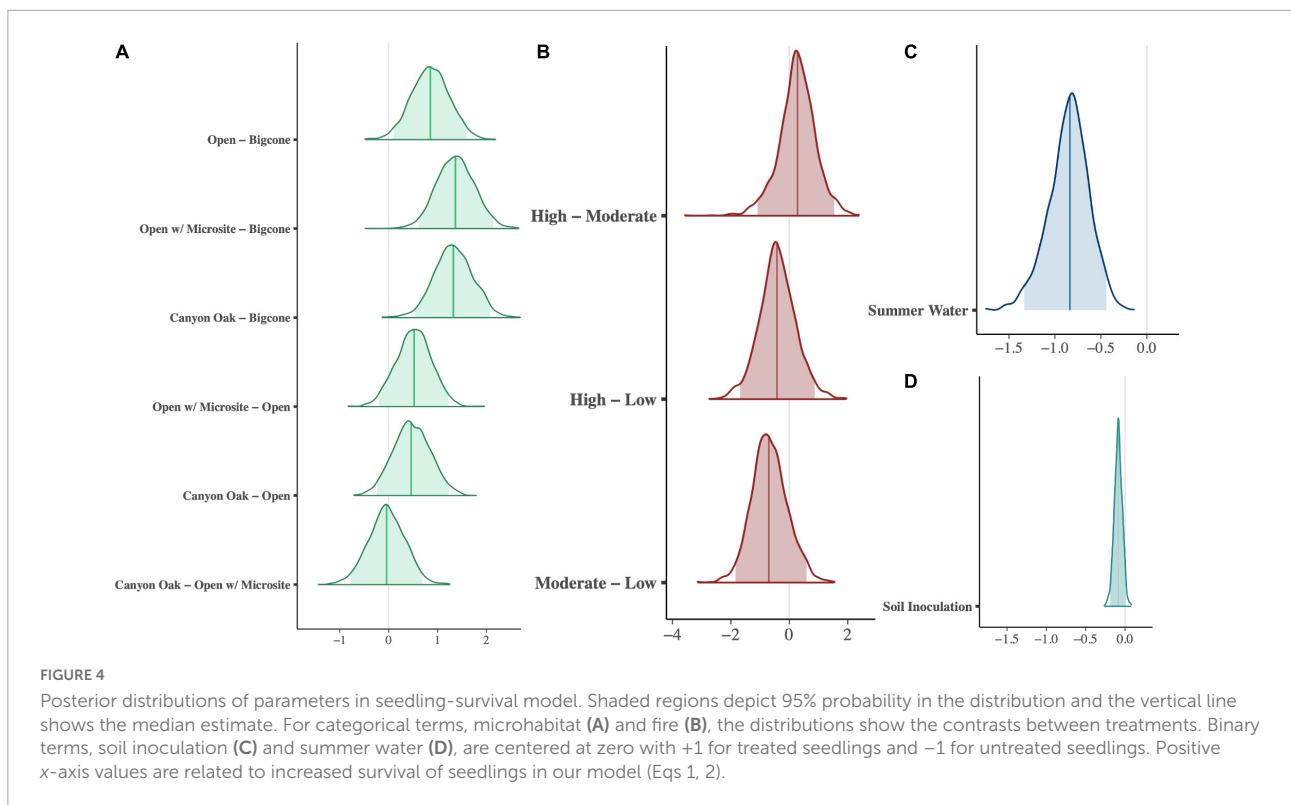 A
Open – Bigcone
Open w/ Microsite – Bigcone
Canyon Oak – Bigcone
Open w/ Microsite – Open
Canyon Oak – Open
Canyon Oak – Open w/ Microsite
−1 0 1 2
B
High – Moderate
High – Low
Moderate – Low
−4 −2 0 2
C
Summer Water
−1.5 −1.0 −0.5 0.0
D
Soil Inoculation
−1.5 −1.0 −0.5 0.0
FIGURE 4
Posterior distributions of parameters in seedling-survival model. Shaded regions depict 95% probability in the distribution and the vertical line
shows the median estimate. For categorical terms, microhabitat (A) and fire (B), the distributions show the contrasts between treatments. Binary
terms, soil inoculation (C) and summer water (D), are centered at zero with +1 for treated seedlings and −1 for untreated seedlings. Positive
x-axis values are related to increased survival of seedlings in our model (Eqs 1, 2).